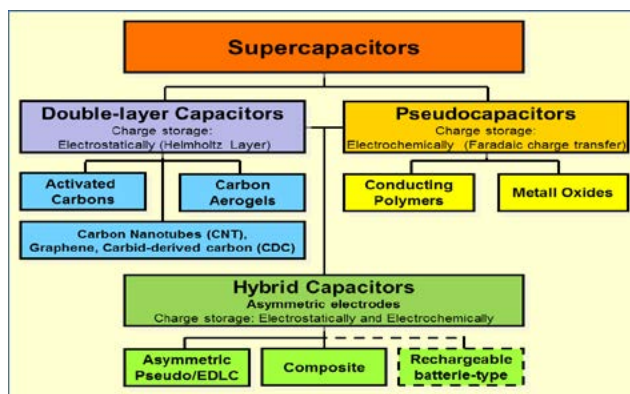 Supercapacitors
Double-layer Capacitors
Charge storage:
Electrostatically (Helmholtz Layer)
Pseudocapacitors
Charge storage:
Electrochemically (Faradaic charge transfer)
Activated
Carbons
Carbon
Aerogels
Conducting
Polymers
Metall Oxides
Carbon Nanotubes (CNT),
Graphene, Carbid-derived carbon (CDC)
Hybrid Capacitors
Asymmetric electrodes
Charge storage: Electrostatically and Electrochemically
Asymmetric
Pseudo/EDLC
Composite
Rechargeable
batterie-type